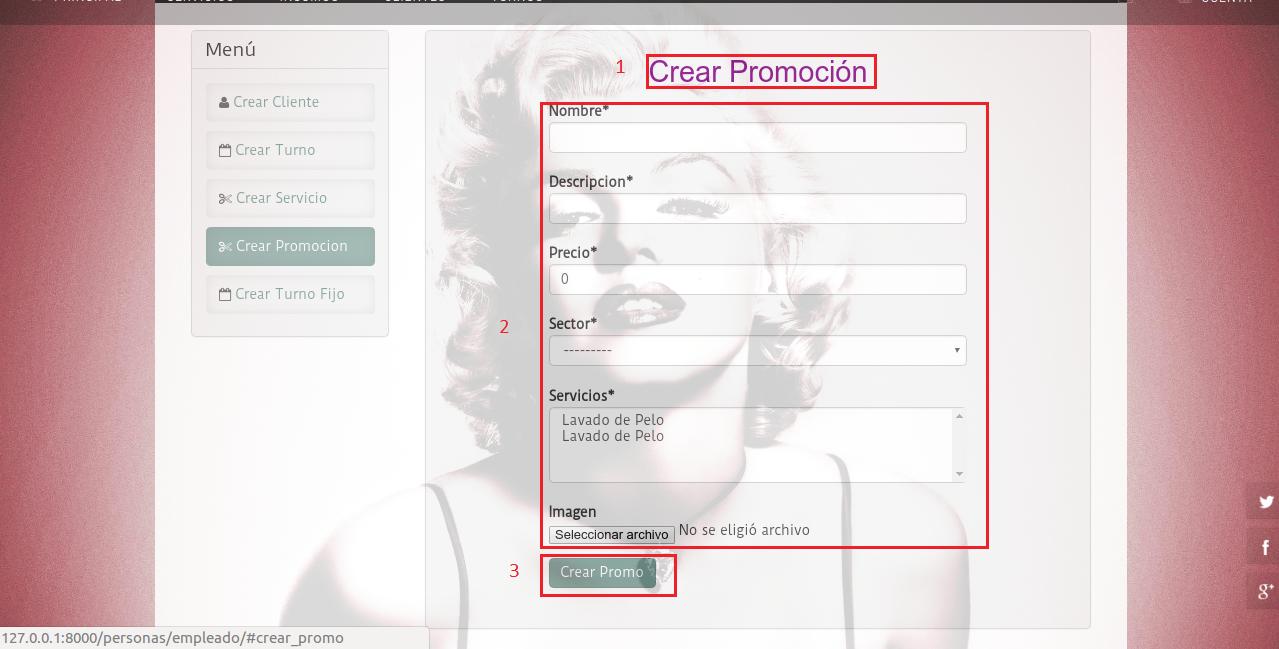 Menú
Crear Cliente
Crear Turno
Crear Servicio
Crear Promocion
Crear Turno Fijo
1
Crear Promoción
2
Nombre*
Descripcion*
Precio*
0
Sector*
---------
Servicios*
Lavado de Pelo
Lavado de Pelo
Imagen
Seleccionar archivo No se eligió archivo
3
Crear Promo
127.0.0.1:8000/personas/empleado/#crear_promo